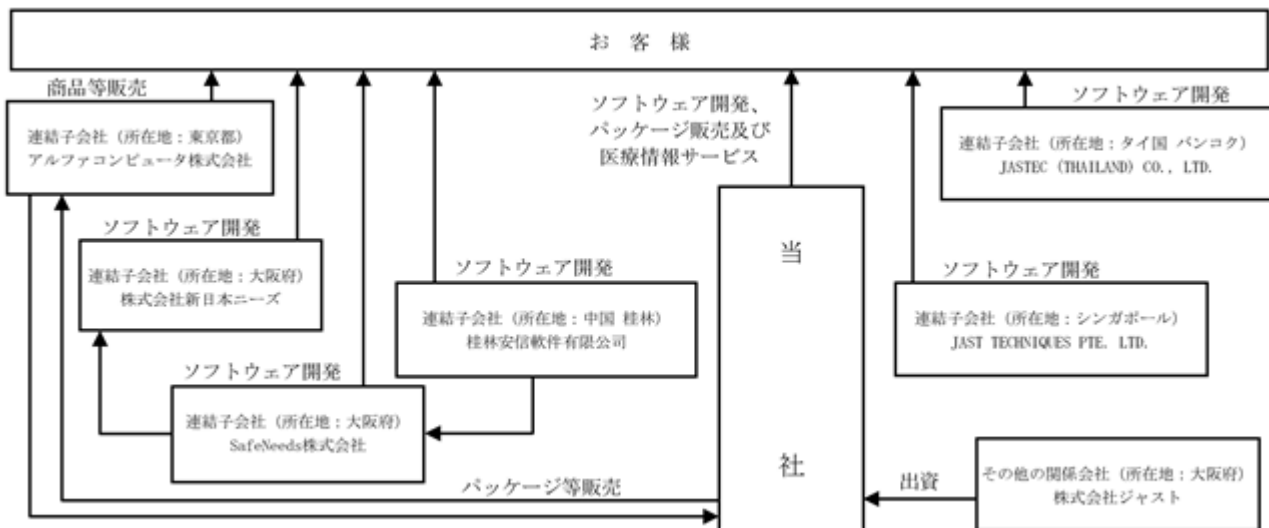 お 客 様
商品等販売
連結子会社（所在地：東京都）
アルファコンピュータ株式会社
ソフトウェア開発、
パッケージ販売及び
医療情報サービス
ソフトウェア開発
連結子会社（所在地：タイ国 バンコク）
JASTEC (THAILAND) CO., LTD.
ソフトウェア開発
連結子会社（所在地：大阪府）
株式会社新日本ニーズ
ソフトウェア開発
連結子会社（所在地：中国 桂林）
桂林安信軟件有限公司
当
社
ソフトウェア開発
連結子会社（所在地：シンガポール）
JAST TECHNIQUES PTE. LTD.
ソフトウェア開発
連結子会社（所在地：大阪府）
SafeNeeds株式会社
パッケージ等販売
出資
その他の関係会社（所在地：大阪府）
株式会社ジャスト